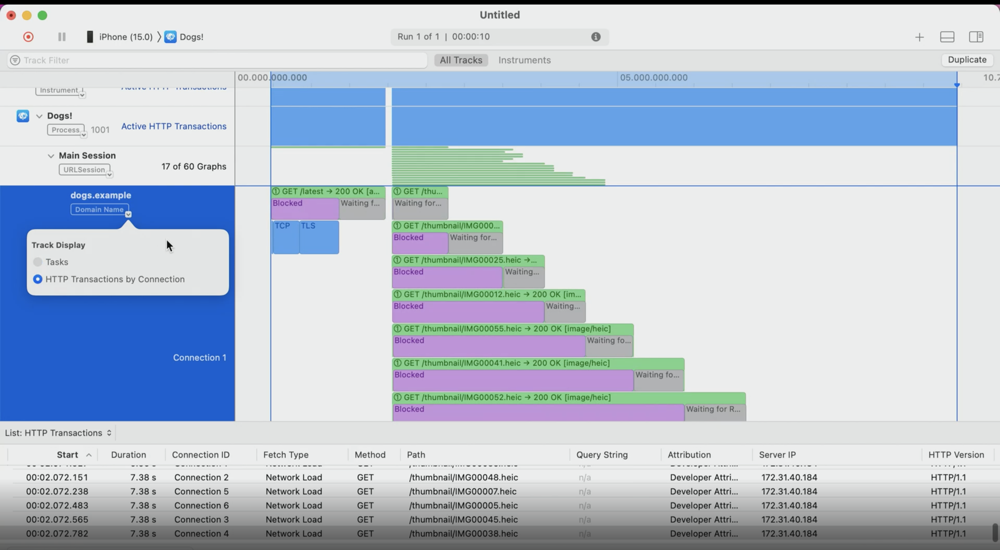 Untitled
iPhone (15.0) 〉 Dogs!
Run 1 of 1 | 00:00:10
Track Filter
All Tracks Instruments
Duplicate
00.000.000.000 05.000.000.000 10.7
Instrument Active HTTP Transactions
Dogs!
Process 1001 Active HTTP Transactions
Main Session
URLSession 17 of 60 Graphs
dogs.example
Domain Name
Track Display
Tasks
HTTP Transactions by Connection
Connection 1
① GET /latest → 200 OK [a... ① GET /thu...
Blocked Waiting f... Waiting for...
TCP TLS
① GET /thumbnail/IMG000...
Blocked Waiting for...
① GET /thumbnail/IMG00025.heic →...
Blocked Waiting...
① GET /thumbnail/IMG00012.heic → 200 OK [im...
Blocked Waiting...
① GET /thumbnail/IMG00055.heic → 200 OK [image/heic]
Blocked Waiting fo...
① GET /thumbnail/IMG00041.heic → 200 OK [image/heic]
Blocked Waiting fo...
① GET /thumbnail/IMG00052.heic → 200 OK [image/heic]
Blocked Waiting for R...
List: HTTP Transactions
Start Duration Connection ID Fetch Type Method Path Query String Attribution Server IP HTTP Version
00:02.072.151 7.38 s Connection 2 Network Load GET /thumbnail/IMG00048.heic n/a Developer Attri... 172.31.40.184 HTTP/1.1
00:02.072.238 7.38 s Connection 5 Network Load GET /thumbnail/IMG00007.heic n/a Developer Attri... 172.31.40.184 HTTP/1.1
00:02.072.483 7.38 s Connection 6 Network Load GET /thumbnail/IMG00005.heic n/a Developer Attri... 172.31.40.184 HTTP/1.1
00:02.072.565 7.38 s Connection 3 Network Load GET /thumbnail/IMG00045.heic n/a Developer Attri... 172.31.40.184 HTTP/1.1
00:02.072.782 7.38 s Connection 4 Network Load GET /thumbnail/IMG00038.heic n/a Developer Attri... 172.31.40.184 HTTP/1.1